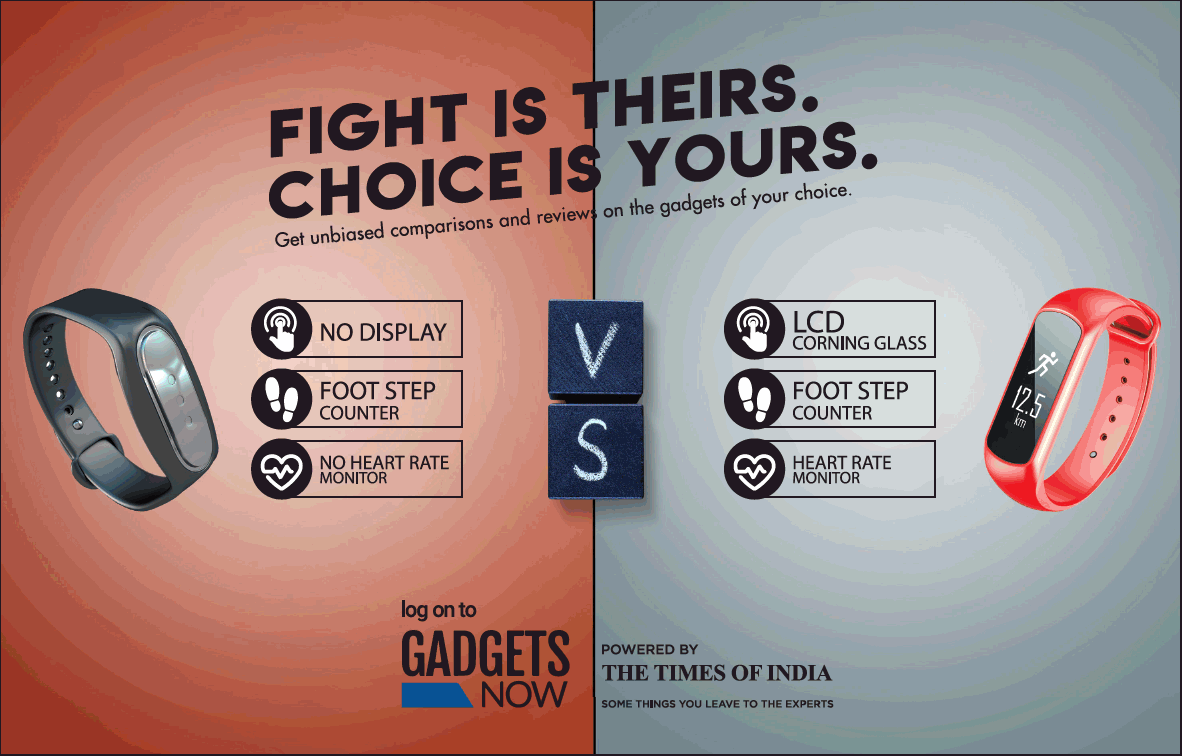 FIGHT IS THEIRS.
CHOICE IS YOURS.
Get unbiased comparisons and reviews on the gadgets of your choice.
NO DISPLAY
FOOT STEP
COUNTER
NO HEART RATE
MONITOR
V
S
LCD
CORNING GLASS
FOOT STEP
COUNTER
HEART RATE
MONITOR
12.5
km
log on to
GADGETS
NOW
POWERED BY
THE TIMES OF INDIA
SOME THINGS YOU LEAVE TO THE EXPERTS